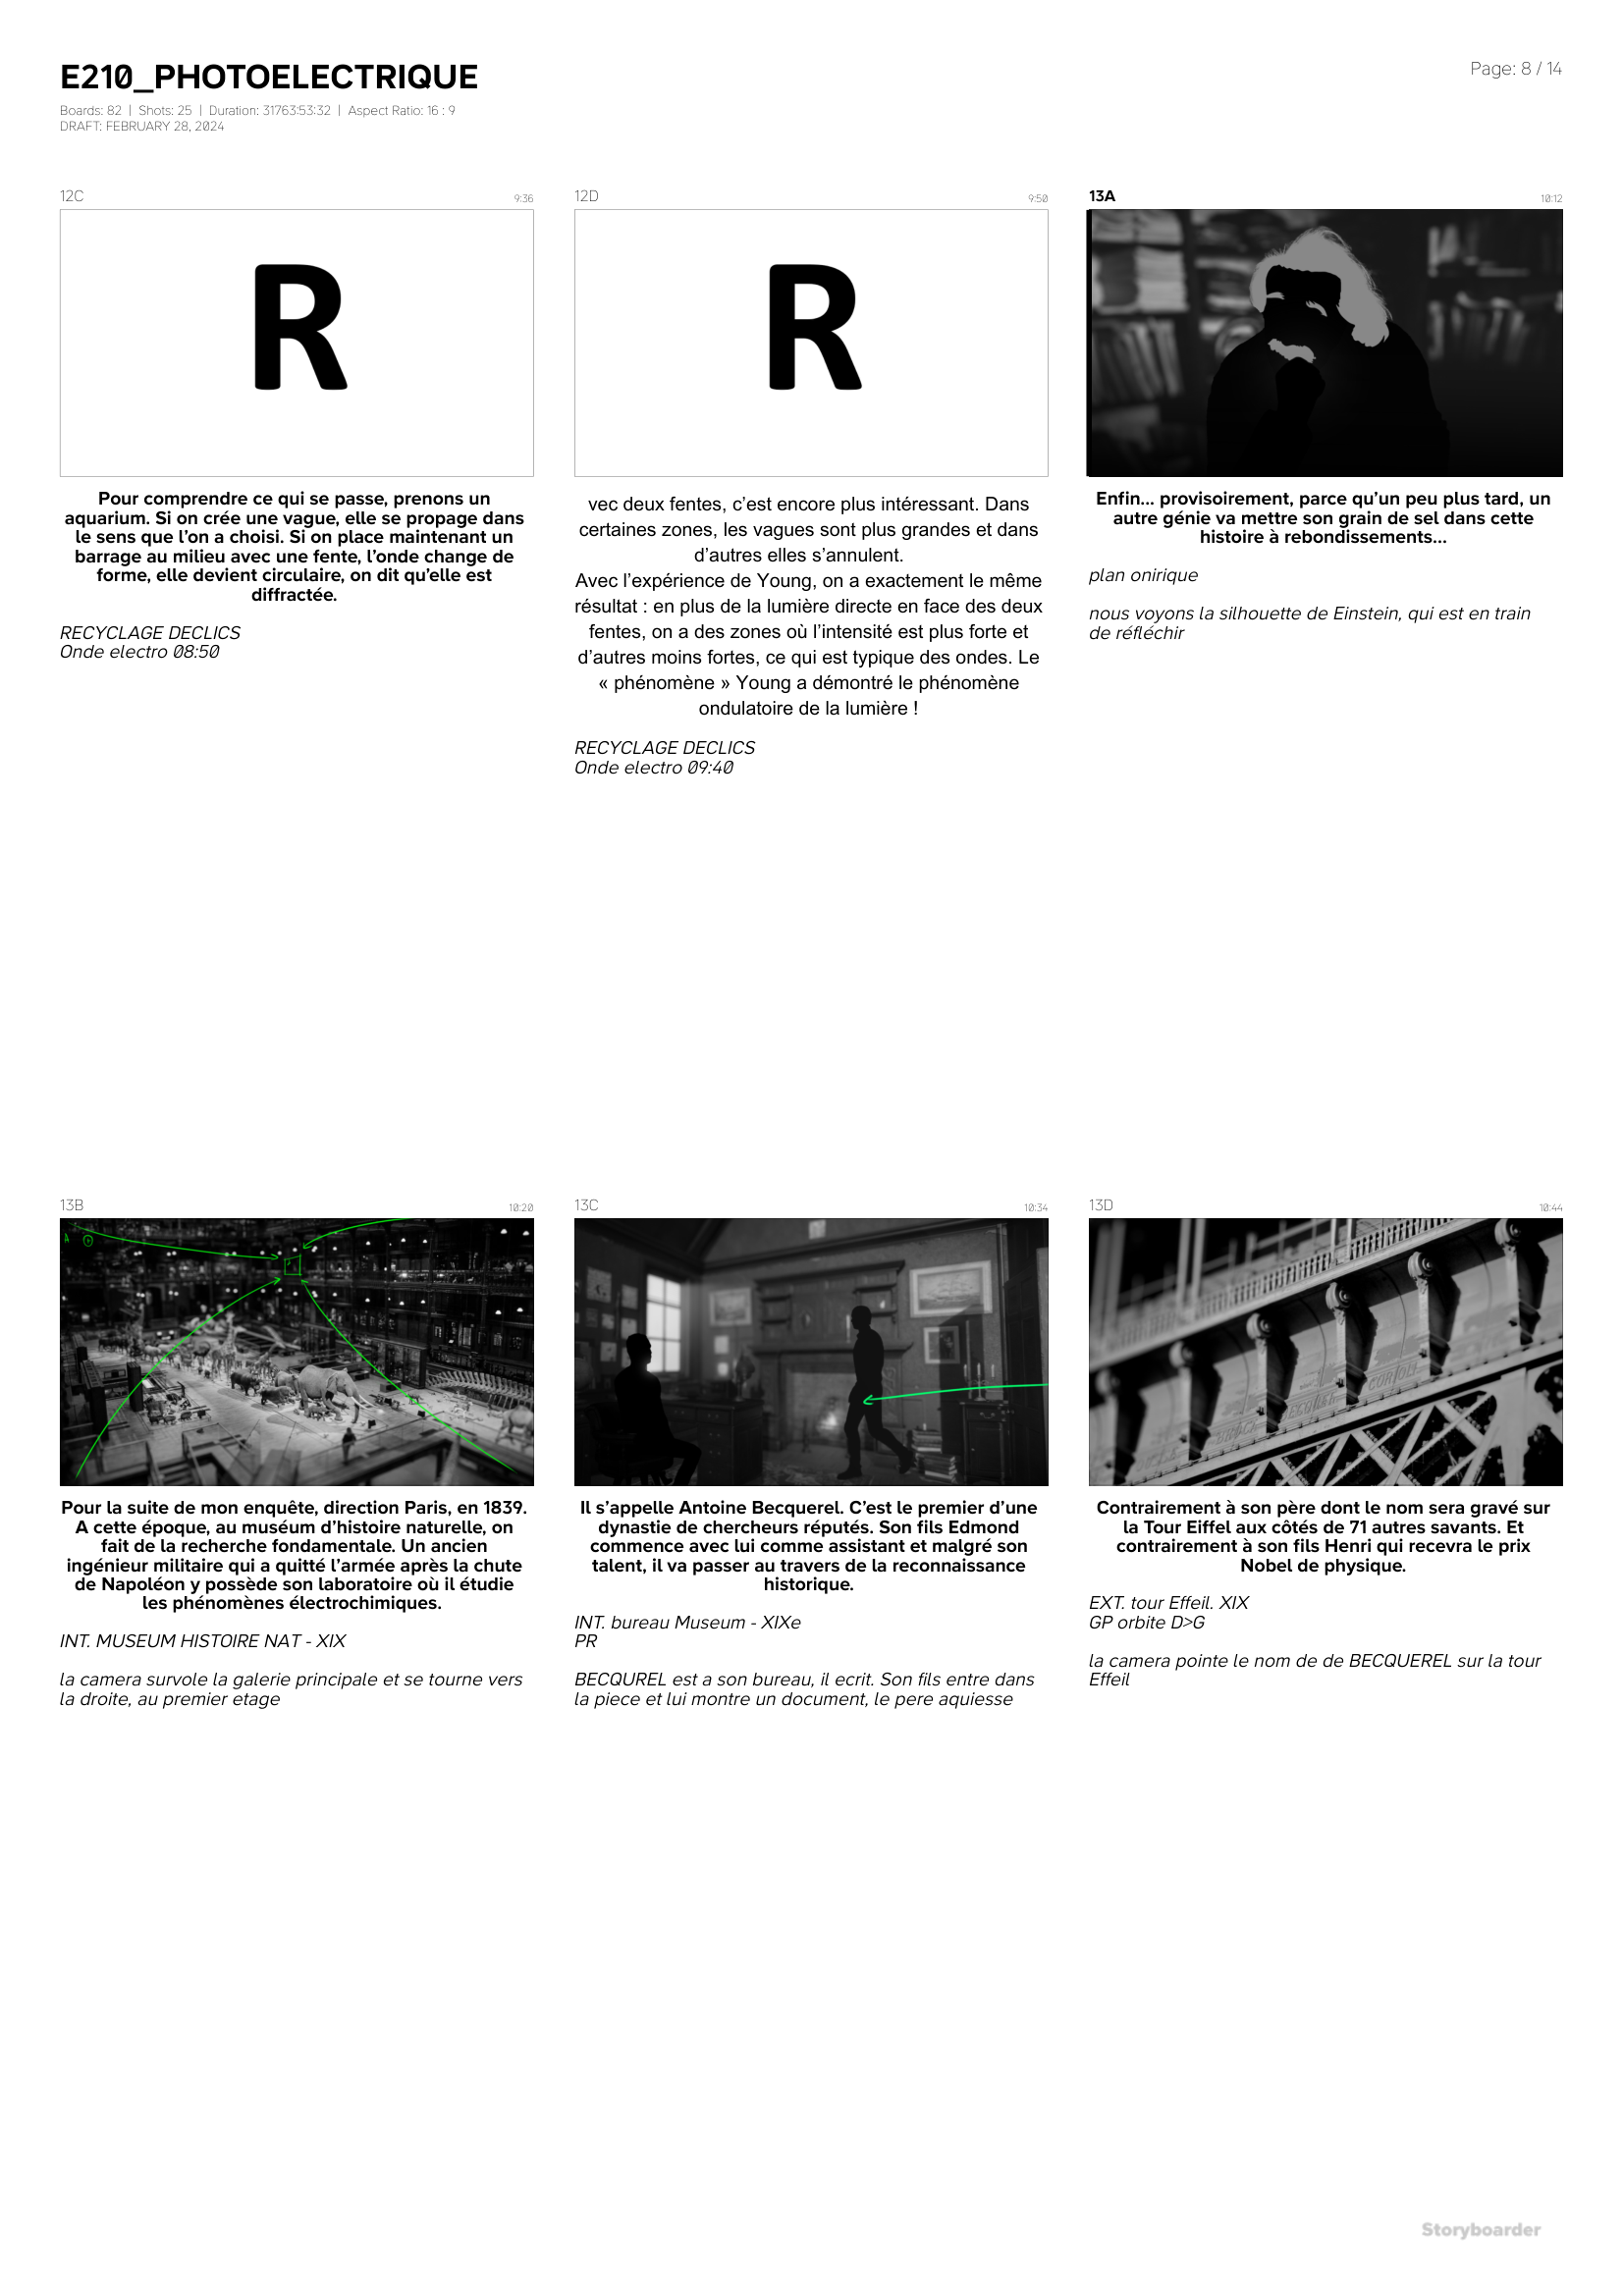 E210_PHOTOELECTRIQUE
Page: 8 / 14
Boards: 82 | Shots: 25 | Duration: 31763:53:32 | Aspect Ratio: 16 : 9
DRAFT: FEBRUARY 28, 2024
12C
9:36
R
Pour comprendre ce qui se passe, prenons un
aquarium. Si on crée une vague, elle se propage dans
le sens que l'on a choisi. Si on place maintenant un
barrage au milieu avec une fente, l'onde change de
forme, elle devient circulaire, on dit qu'elle est
diffractée.
RECYCLAGE DECLICS
Onde electro 08:50
12D
9:50
R
vec deux fentes, c'est encore plus intéressant. Dans
certaines zones, les vagues sont plus grandes et dans
d'autres elles s'annulent.
Avec l'expérience de Young, on a exactement le même
résultat : en plus de la lumière directe en face des deux
fentes, on a des zones où l'intensité est plus forte et
d'autres moins fortes, ce qui est typique des ondes. Le
« phénomène » Young a démontré le phénomène
ondulatoire de la lumière !
RECYCLAGE DECLICS
Onde electro 09:40
13A
10:12
Enfin... provisoirement, parce qu'un peu plus tard, un
autre génie va mettre son grain de sel dans cette
histoire à rebondissements...
plan onirique
nous voyons la silhouette de Einstein, qui est en train
de réfléchir
13B
10:20
Pour la suite de mon enquête, direction Paris, en 1839.
A cette époque, au muséum d'histoire naturelle, on
fait de la recherche fondamentale. Un ancien
ingénieur militaire qui a quitté l'armée après la chute
de Napoléon y possède son laboratoire où il étudie
les phénomènes électrochimiques.
INT. MUSEUM HISTOIRE NAT - XIX
la camera survole la galerie principale et se tourne vers
la droite, au premier etage
13C
10:34
Il s'appelle Antoine Becquerel. C'est le premier d'une
dynastie de chercheurs réputés. Son fils Edmond
commence avec lui comme assistant et malgré son
talent, il va passer au travers de la reconnaissance
historique.
INT. bureau Museum - XIXe
PR
BECQUREL est a son bureau, il ecrit. Son fils entre dans
la piece et lui montre un document, le pere aquiesse
13D
10:44
Contrairement à son père dont le nom sera gravé sur
la Tour Eiffel aux côtés de 71 autres savants. Et
contrairement à son fils Henri qui recevra le prix
Nobel de physique.
EXT. tour Effeil. XIX
GP orbite D>G
la camera pointe le nom de de BECQUEREL sur la tour
Effeil
Storyboarder